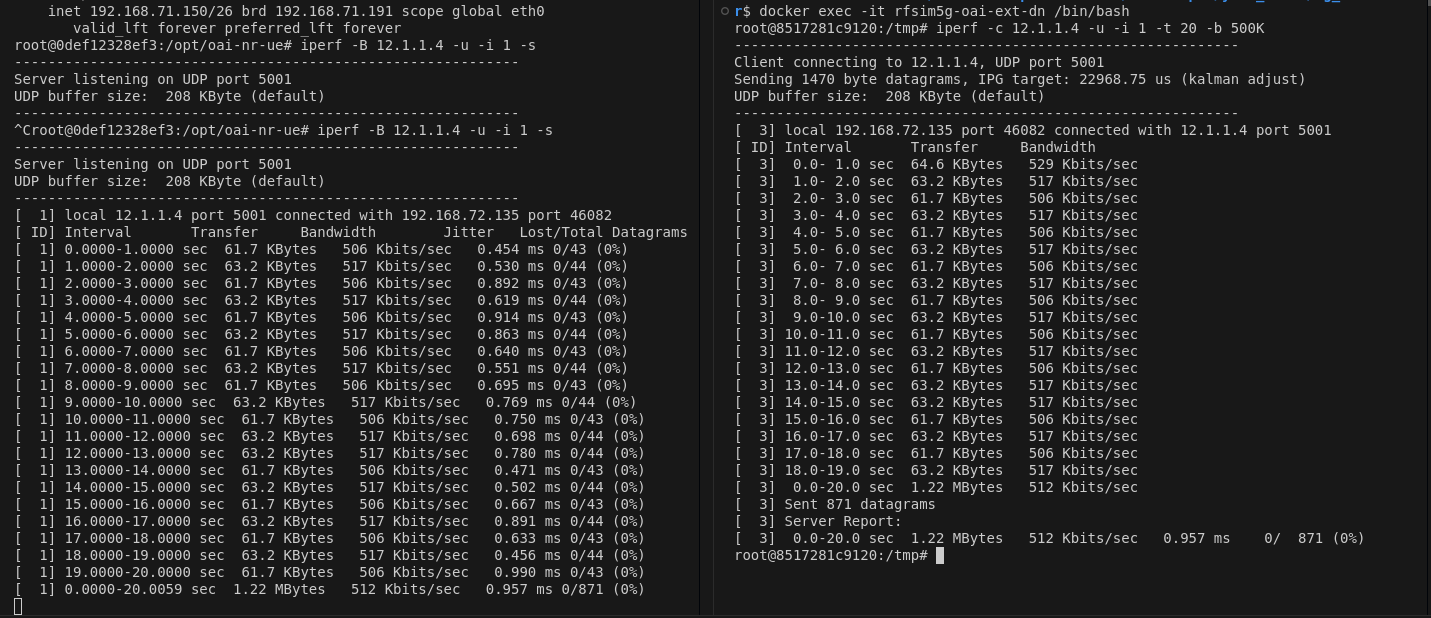 inet 192.168.71.150/26 brd 192.168.71.191 scope global eth0
valid_lft forever preferred_lft forever
root@0def12328ef3:/opt/oai-nr-ue# iperf -B 12.1.1.4 -u -i 1 -s
------------------------------------------------------------
Server listening on UDP port 5001
UDP buffer size:  208 KByte (default)
------------------------------------------------------------
^Croot@0def12328ef3:/opt/oai-nr-ue# iperf -B 12.1.1.4 -u -i 1 -s
------------------------------------------------------------
Server listening on UDP port 5001
UDP buffer size:  208 KByte (default)
------------------------------------------------------------
[  1] local 12.1.1.4 port 5001 connected with 192.168.72.135 port 46082
[ ID] Interval       Transfer     Bandwidth        Jitter   Lost/Total Datagrams
[  1] 0.0000-1.0000 sec  61.7 KBytes   506 Kbits/sec   0.454 ms 0/43 (0%)
[  1] 1.0000-2.0000 sec  63.2 KBytes   517 Kbits/sec   0.530 ms 0/44 (0%)
[  1] 2.0000-3.0000 sec  61.7 KBytes   506 Kbits/sec   0.892 ms 0/43 (0%)
[  1] 3.0000-4.0000 sec  63.2 KBytes   517 Kbits/sec   0.619 ms 0/44 (0%)
[  1] 4.0000-5.0000 sec  61.7 KBytes   506 Kbits/sec   0.914 ms 0/43 (0%)
[  1] 5.0000-6.0000 sec  63.2 KBytes   517 Kbits/sec   0.863 ms 0/44 (0%)
[  1] 6.0000-7.0000 sec  61.7 KBytes   506 Kbits/sec   0.640 ms 0/43 (0%)
[  1] 7.0000-8.0000 sec  63.2 KBytes   517 Kbits/sec   0.551 ms 0/44 (0%)
[  1] 8.0000-9.0000 sec  61.7 KBytes   506 Kbits/sec   0.695 ms 0/43 (0%)
[  1] 9.0000-10.0000 sec  63.2 KBytes   517 Kbits/sec   0.769 ms 0/44 (0%)
[  1] 10.0000-11.0000 sec  61.7 KBytes   506 Kbits/sec   0.750 ms 0/43 (0%)
[  1] 11.0000-12.0000 sec  63.2 KBytes   517 Kbits/sec   0.698 ms 0/44 (0%)
[  1] 12.0000-13.0000 sec  63.2 KBytes   517 Kbits/sec   0.780 ms 0/44 (0%)
[  1] 13.0000-14.0000 sec  61.7 KBytes   506 Kbits/sec   0.471 ms 0/43 (0%)
[  1] 14.0000-15.0000 sec  63.2 KBytes   517 Kbits/sec   0.502 ms 0/44 (0%)
[  1] 15.0000-16.0000 sec  61.7 KBytes   506 Kbits/sec   0.667 ms 0/43 (0%)
[  1] 16.0000-17.0000 sec  63.2 KBytes   517 Kbits/sec   0.891 ms 0/44 (0%)
[  1] 17.0000-18.0000 sec  61.7 KBytes   506 Kbits/sec   0.633 ms 0/43 (0%)
[  1] 18.0000-19.0000 sec  63.2 KBytes   517 Kbits/sec   0.456 ms 0/44 (0%)
[  1] 19.0000-20.0000 sec  61.7 KBytes   506 Kbits/sec   0.990 ms 0/43 (0%)
[  1] 0.0000-20.0059 sec  1.22 MBytes   512 Kbits/sec   0.957 ms 0/871 (0%)
r$ docker exec -it rfsim5g-oai-ext-dn /bin/bash
root@8517281c9120:/tmp# iperf -c 12.1.1.4 -u -i 1 -t 20 -b 500K
------------------------------------------------------------
Client connecting to 12.1.1.4, UDP port 5001
Sending 1470 byte datagrams, IPG target: 22968.75 us (kalman adjust)
UDP buffer size:  208 KByte (default)
------------------------------------------------------------
[  3] local 192.168.72.135 port 46082 connected with 12.1.1.4 port 5001
[ ID] Interval       Transfer     Bandwidth
[  3]  0.0- 1.0 sec  64.6 KBytes   529 Kbits/sec
[  3]  1.0- 2.0 sec  63.2 KBytes   517 Kbits/sec
[  3]  2.0- 3.0 sec  61.7 KBytes   506 Kbits/sec
[  3]  3.0- 4.0 sec  63.2 KBytes   517 Kbits/sec
[  3]  4.0- 5.0 sec  61.7 KBytes   506 Kbits/sec
[  3]  5.0- 6.0 sec  63.2 KBytes   517 Kbits/sec
[  3]  6.0- 7.0 sec  61.7 KBytes   506 Kbits/sec
[  3]  7.0- 8.0 sec  63.2 KBytes   517 Kbits/sec
[  3]  8.0- 9.0 sec  61.7 KBytes   506 Kbits/sec
[  3]  9.0-10.0 sec  63.2 KBytes   517 Kbits/sec
[  3] 10.0-11.0 sec  61.7 KBytes   506 Kbits/sec
[  3] 11.0-12.0 sec  63.2 KBytes   517 Kbits/sec
[  3] 12.0-13.0 sec  61.7 KBytes   506 Kbits/sec
[  3] 13.0-14.0 sec  63.2 KBytes   517 Kbits/sec
[  3] 14.0-15.0 sec  63.2 KBytes   517 Kbits/sec
[  3] 15.0-16.0 sec  61.7 KBytes   506 Kbits/sec
[  3] 16.0-17.0 sec  63.2 KBytes   517 Kbits/sec
[  3] 17.0-18.0 sec  61.7 KBytes   506 Kbits/sec
[  3] 18.0-19.0 sec  63.2 KBytes   517 Kbits/sec
[  3]  0.0-20.0 sec  1.22 MBytes   512 Kbits/sec
[  3] Sent 871 datagrams
[  3] Server Report:
[  3]  0.0-20.0 sec  1.22 MBytes   512 Kbits/sec   0.957 ms    0/  871 (0%)
root@8517281c9120:/tmp#